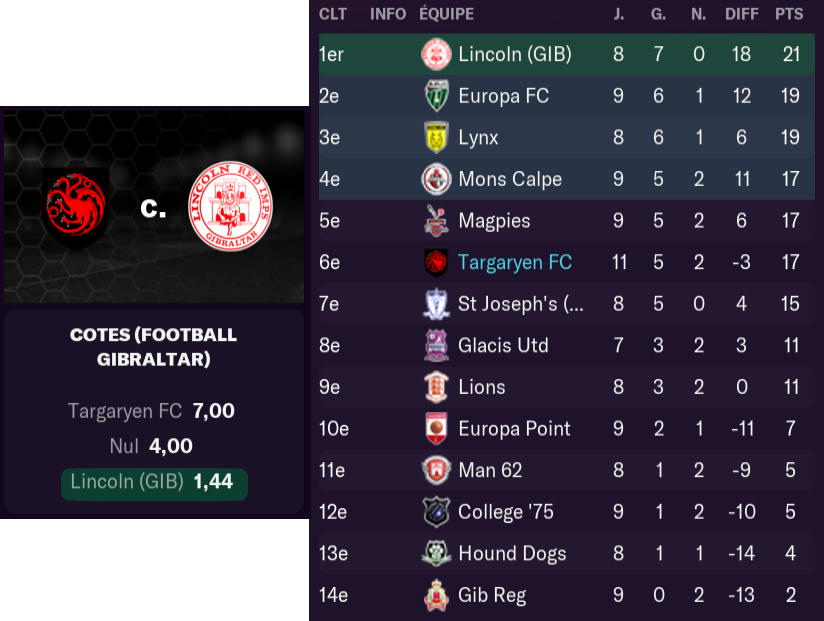 c.
LINCOLN RED IMPS
GIBRALTAR
COTES (FOOTBALL
GIBRALTAR)
Targaryen FC 7,00
Nul 4,00
Lincoln (GIB) 1,44
CLT INFO ÉQUIPE J. G. N. DIFF PTS
1er Lincoln (GIB) 8 7 0 18 21
2e Europa FC 9 6 1 12 19
3e Lynx 8 6 1 6 19
4e Mons Calpe 9 5 2 11 17
5e Magpies 9 5 2 6 17
6e Targaryen FC 11 5 2 -3 17
7e St Joseph's (... 8 5 0 4 15
8e Glacis Utd 7 3 2 3 11
9e Lions 8 3 2 0 11
10e Europa Point 9 2 1 -11 7
11e Man 62 8 1 2 -9 5
12e College '75 9 1 2 -10 5
13e Hound Dogs 8 1 1 -14 4
14e Gib Reg 9 0 2 -13 2